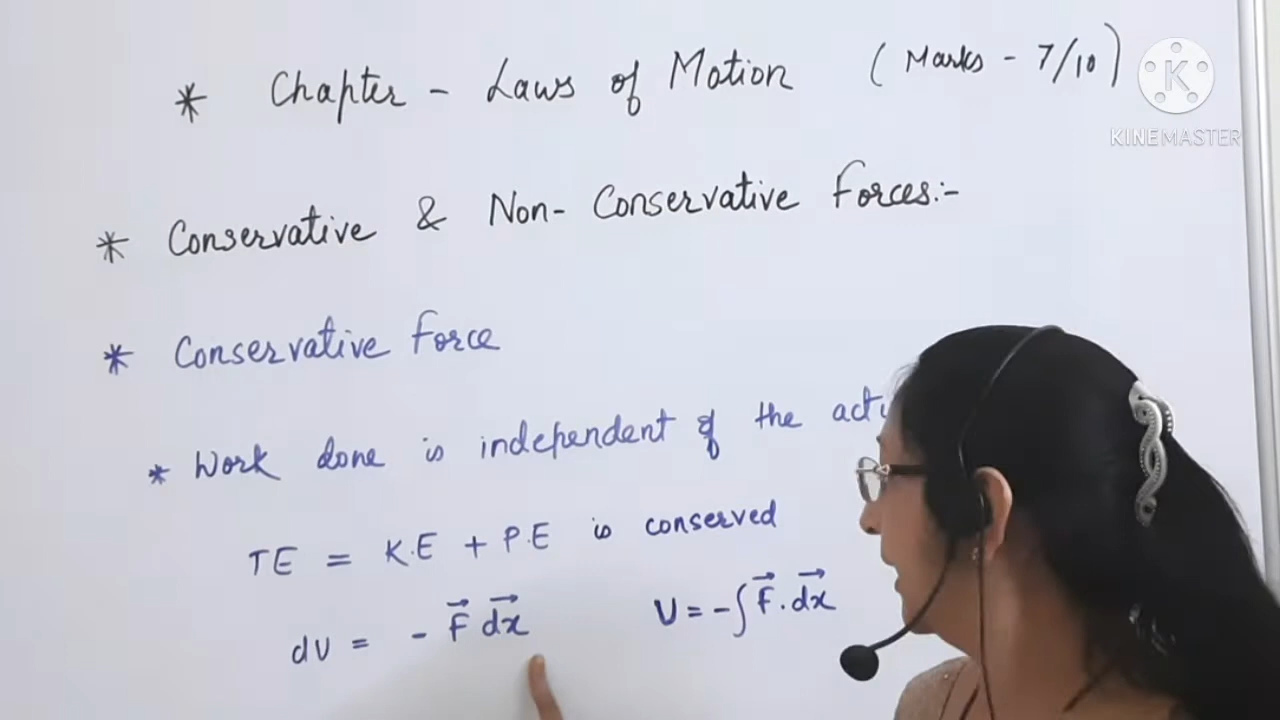 * Chapter - Laws of Motion (Marks - 7/10)
K
KINEMASTER
* Conservative & Non-Conservative Forces:-
* Conservative Force
* Work done is independent of the
TE = K.E + P.E is conserved
dU = - F⃗ dx⃗ U = -∫F⃗.dx⃗